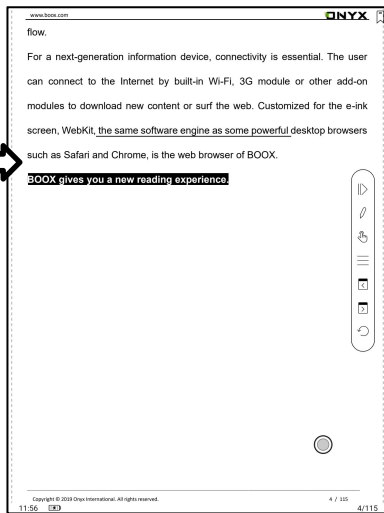 www.boox.com
ONYX
flow.
For a next-generation information device, connectivity is essential. The user
can connect to the Internet by built-in Wi-Fi, 3G module or other add-on
modules to download new content or surf the web. Customized for the e-ink
screen, WebKit, the same software engine as some powerful desktop browsers
such as Safari and Chrome, is the web browser of BOOX.
BOOX gives you a new reading experience.
Copyright © 2019 Onyx International. All rights reserved.
4 / 115
11:56
4/115